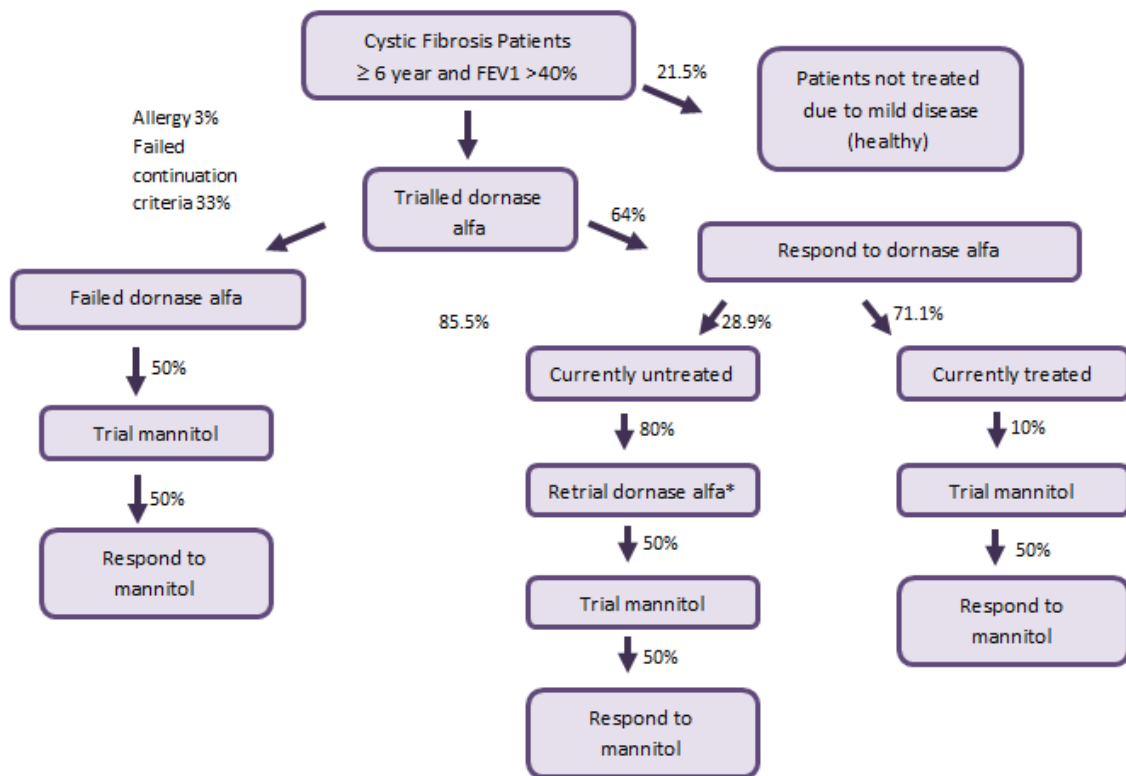 Cystic Fibrosis Patients
≥ 6 year and FEV1 >40%
21.5%
Patients not treated
due to mild disease
(healthy)
Allergy 3%
Failed
continuation
criteria 33%
Trialled dornase
alfa
64%
Respond to dornase alfa
Failed dornase alfa
85.5%
28.9%
71.1%
50%
Currently untreated
Currently treated
Trial mannitol
80%
10%
50%
Retrial dornase alfa*
Trial mannitol
Respond to
mannitol
50%
50%
Trial mannitol
Respond to
mannitol
50%
Respond to
mannitol